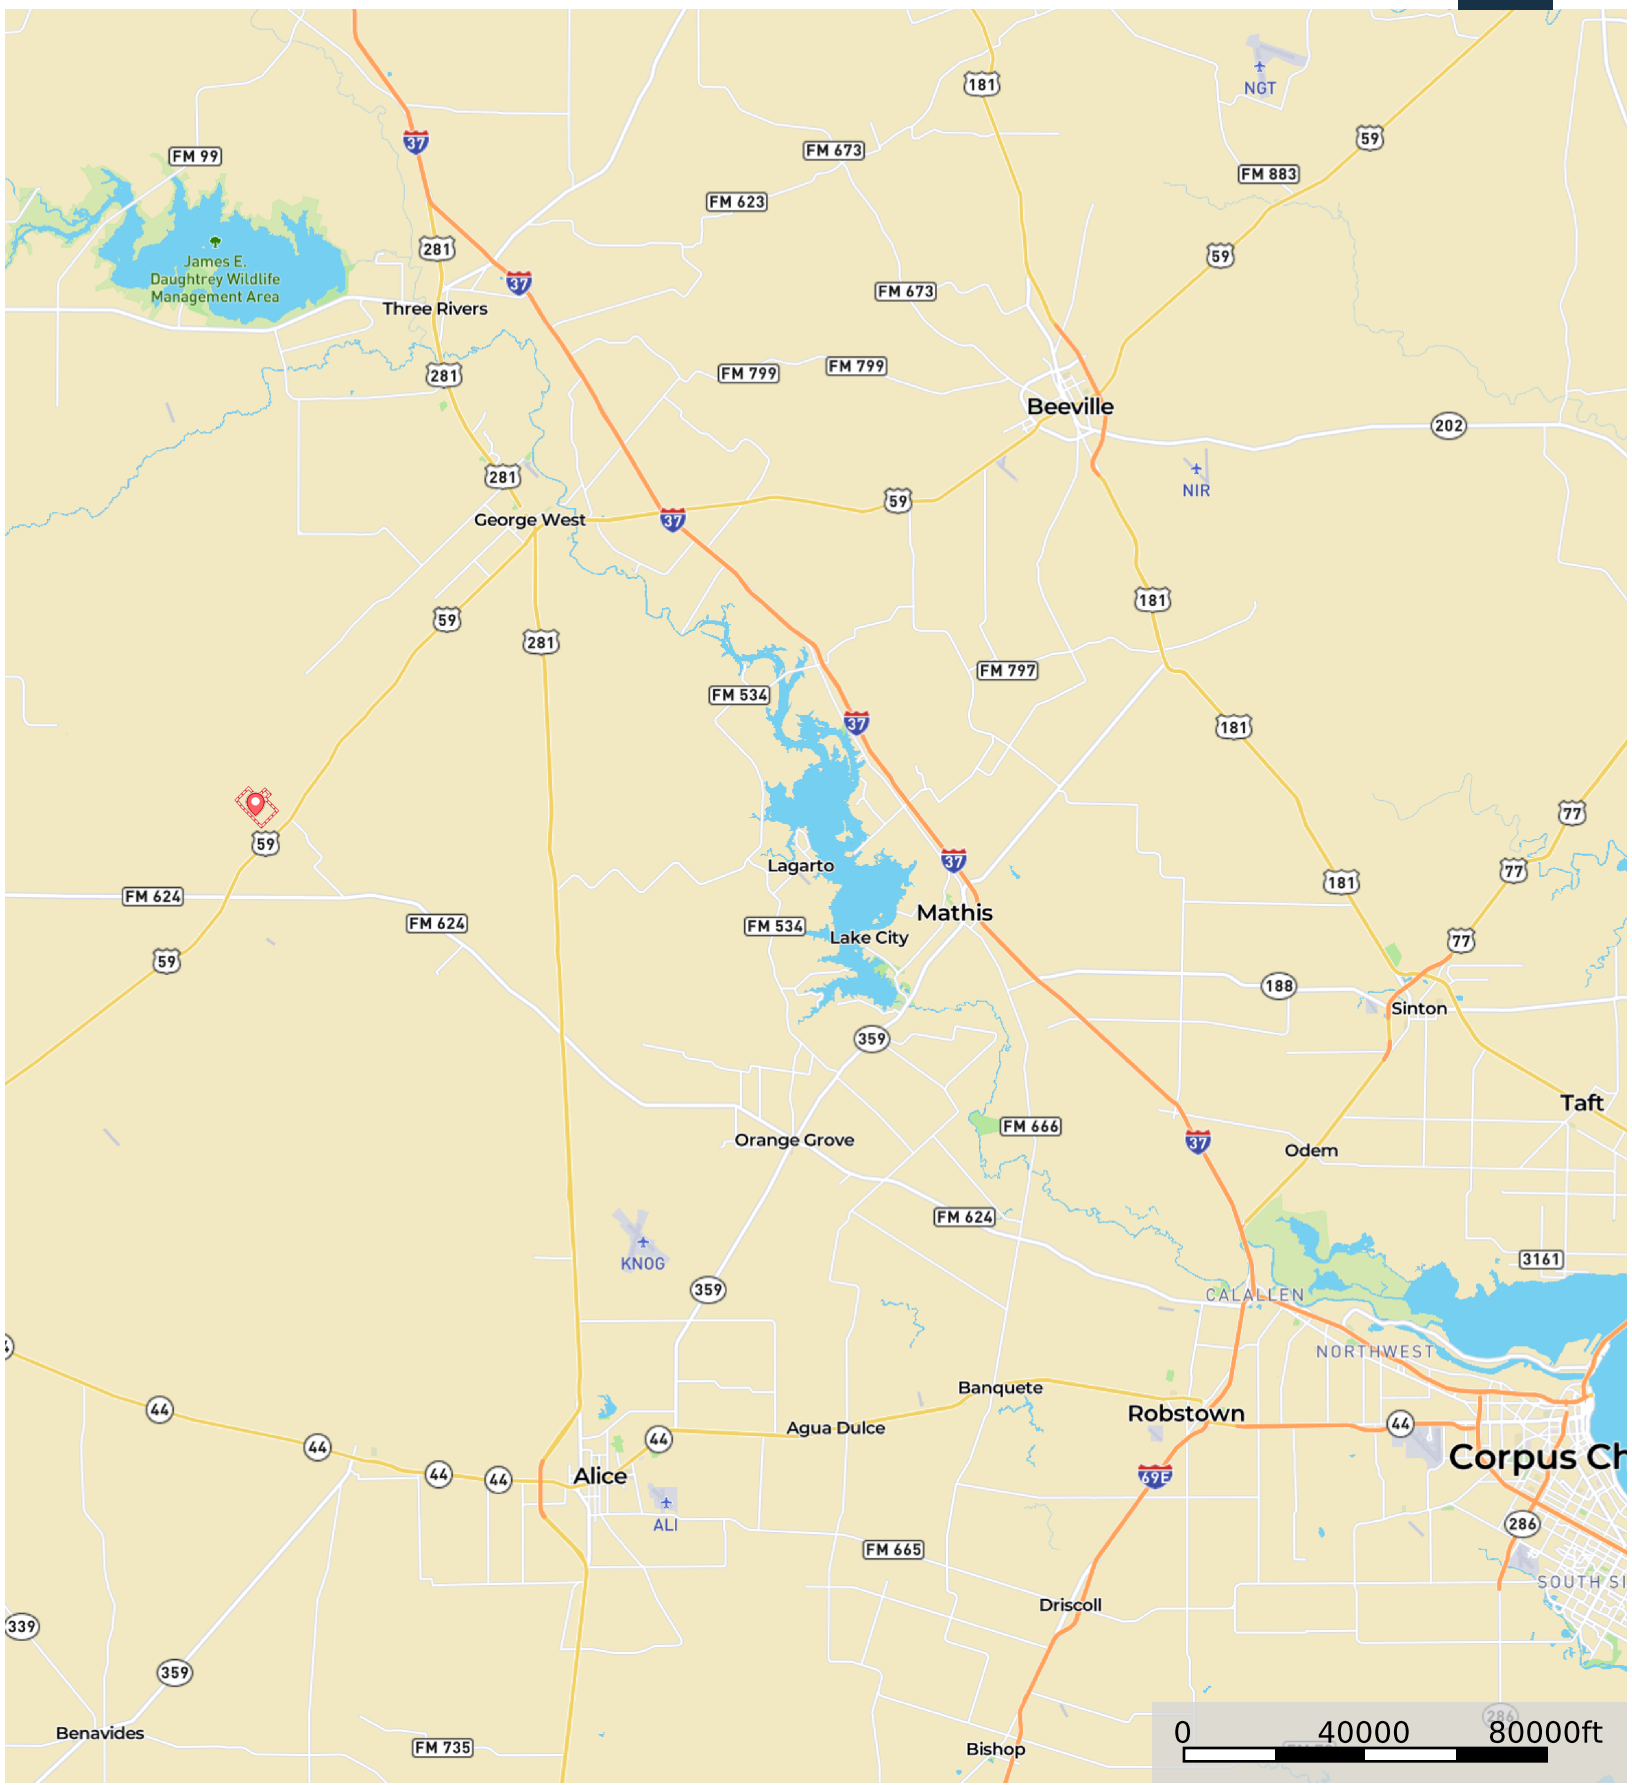 181
NGT
37
59
FM 673
FM 99
FM 883
FM 623
281
59
James E.
Daughtrey Wildlife
Management Area
37
FM 673
Three Rivers
FM 799
FM 799
281
Beeville
202
281
NIR
59
George West
37
181
59
281
FM 797
FM 534
37
181
77
59
37
Lagarto
77
181
FM 624
Mathis
FM 624
FM 534
Lake City
77
59
188
Sinton
359
Taft
FM 666
Orange Grove
37
Odem
FM 624
KNOG
3161
359
CALALLEN
NORTHWEST
Banquete
44
Robstown
Agua Dulce
44
44
44
Corpus Ch
44
44
Alice
69E
ALI
286
FM 665
SOUTH SI
Driscoll
339
359
286
Benavides
0 40000 80000ft
FM 735
Bishop